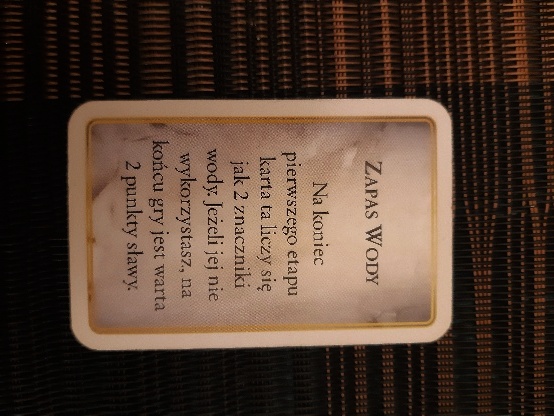 ZAPAS WODY
Na koniec
pierwszego etapu
karta ta liczy się
jak 2 znaczniki
wody. Jeżeli jej nie
wykorzystasz, na
końcu gry jest warta
2 punkty sławy.